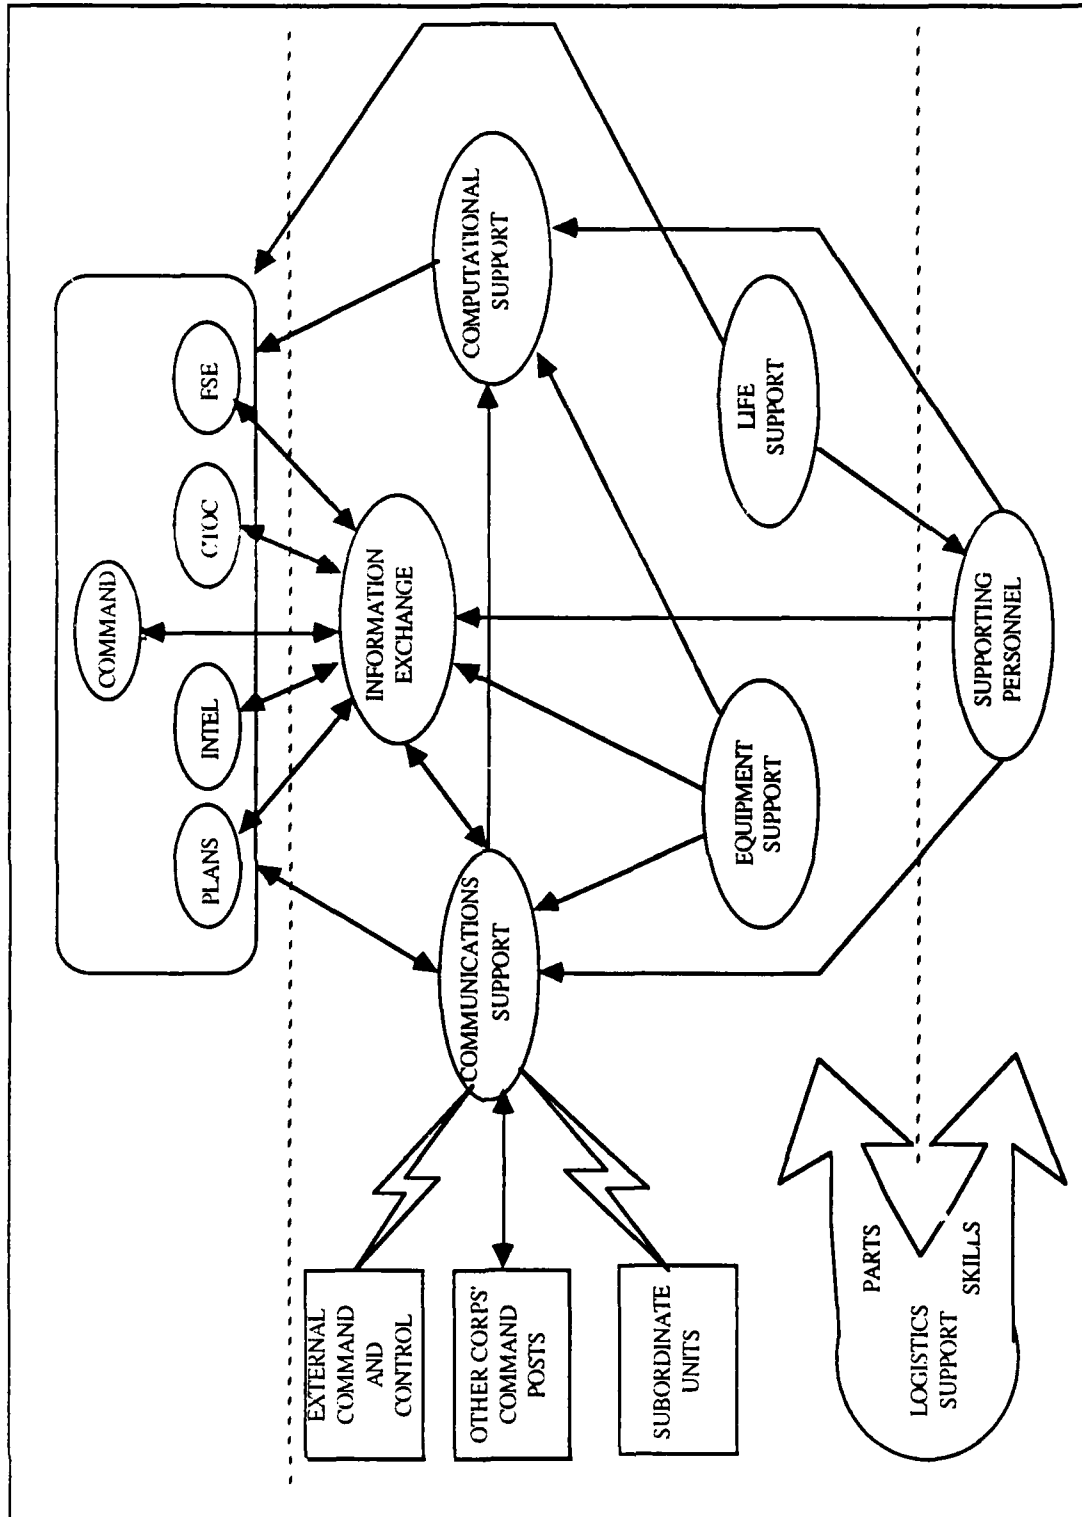 COMMAND
PLANS
INTEL
CTOC
FSE
INFORMATION
EXCHANGE
EXTERNAL
COMMAND
AND
CONTROL
OTHER CORPS'
COMMAND
POSTS
SUBORDINATE
UNITS
COMMUNICATIONS
SUPPORT
COMPUTATIONAL
SUPPORT
EQUIPMENT
SUPPORT
LIFE
SUPPORT
PARTS
LOGISTICS
SUPPORT
SKILLS
SUPPORTING
PERSONNEL